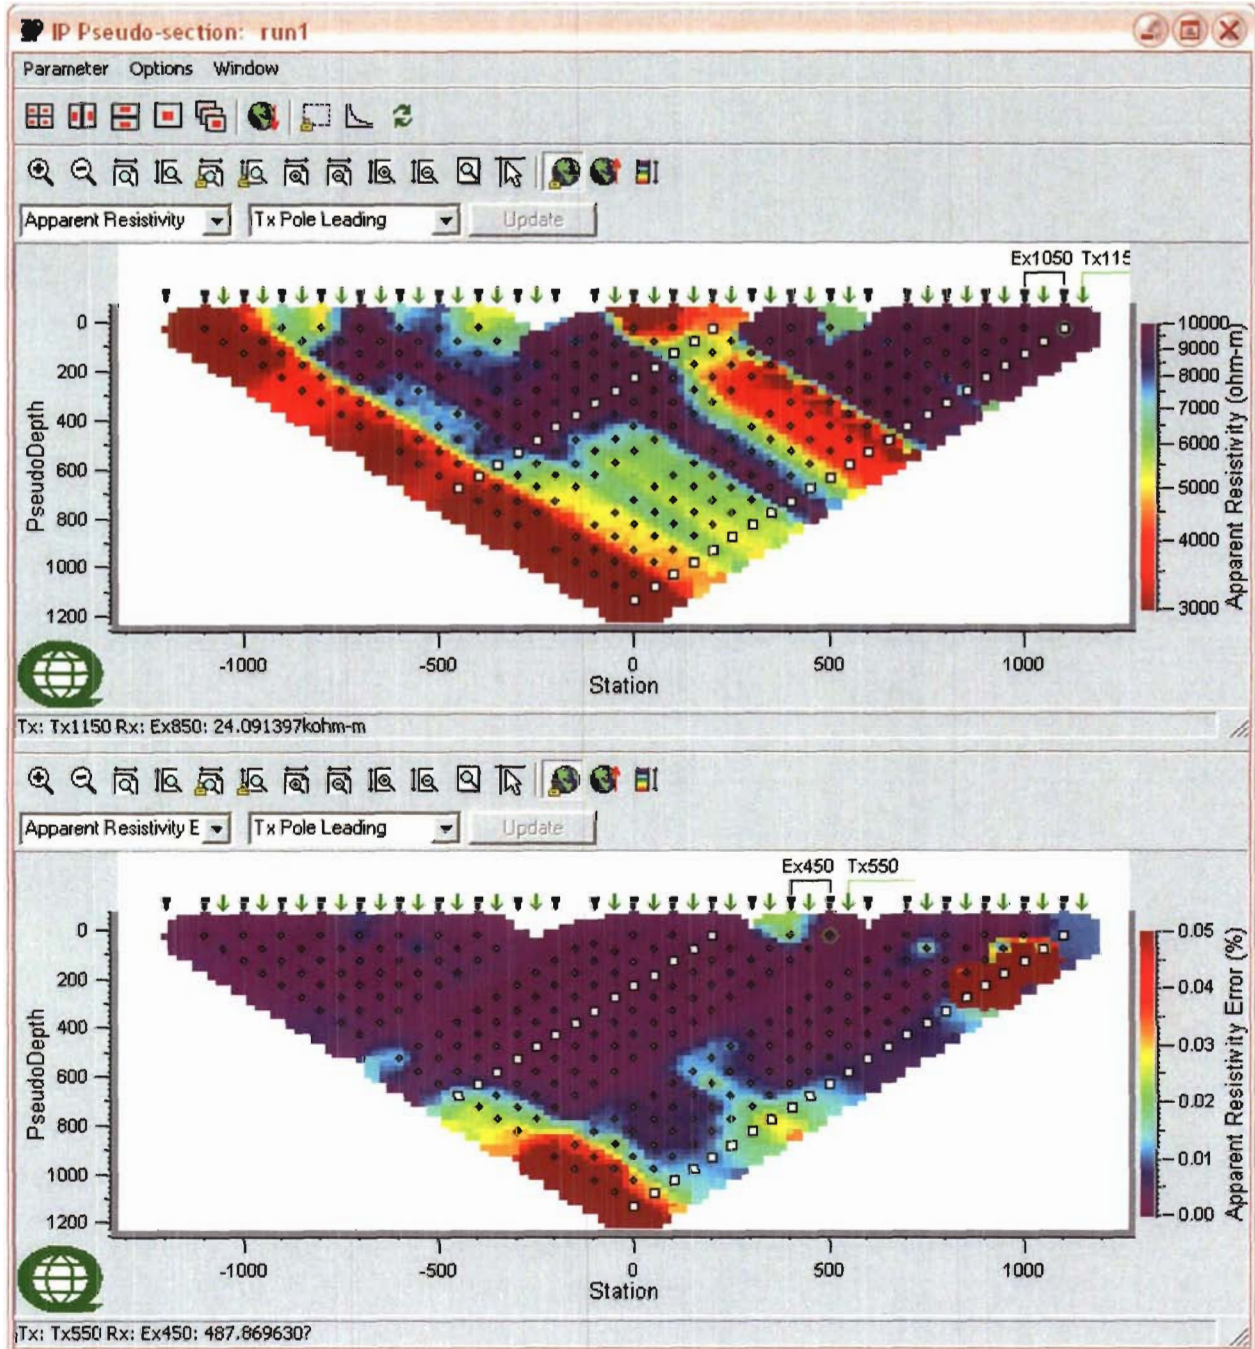 IP Pseudo-section: run1
Parameter Options Window
Apparent Resistivity Tx Pole Leading Update
Ex1050 Tx115
0
200
400
600
800
1000
1200
PseudoDepth
-1000 -500 0 500 1000
Station
10000
9000
8000
7000
6000
5000
4000
3000
Apparent Resistivity (ohm-m)
Tx: Tx1150 Rx: Ex850: 24.091397kohm-m
Apparent Resistivity E Tx Pole Leading Update
Ex450 Tx550
0
200
400
600
800
1000
1200
PseudoDepth
-1000 -500 0 500 1000
Station
0.05
0.04
0.03
0.02
0.01
0.00
Apparent Resistivity Error (%)
Tx: Tx550 Rx: Ex450: 487.869630?